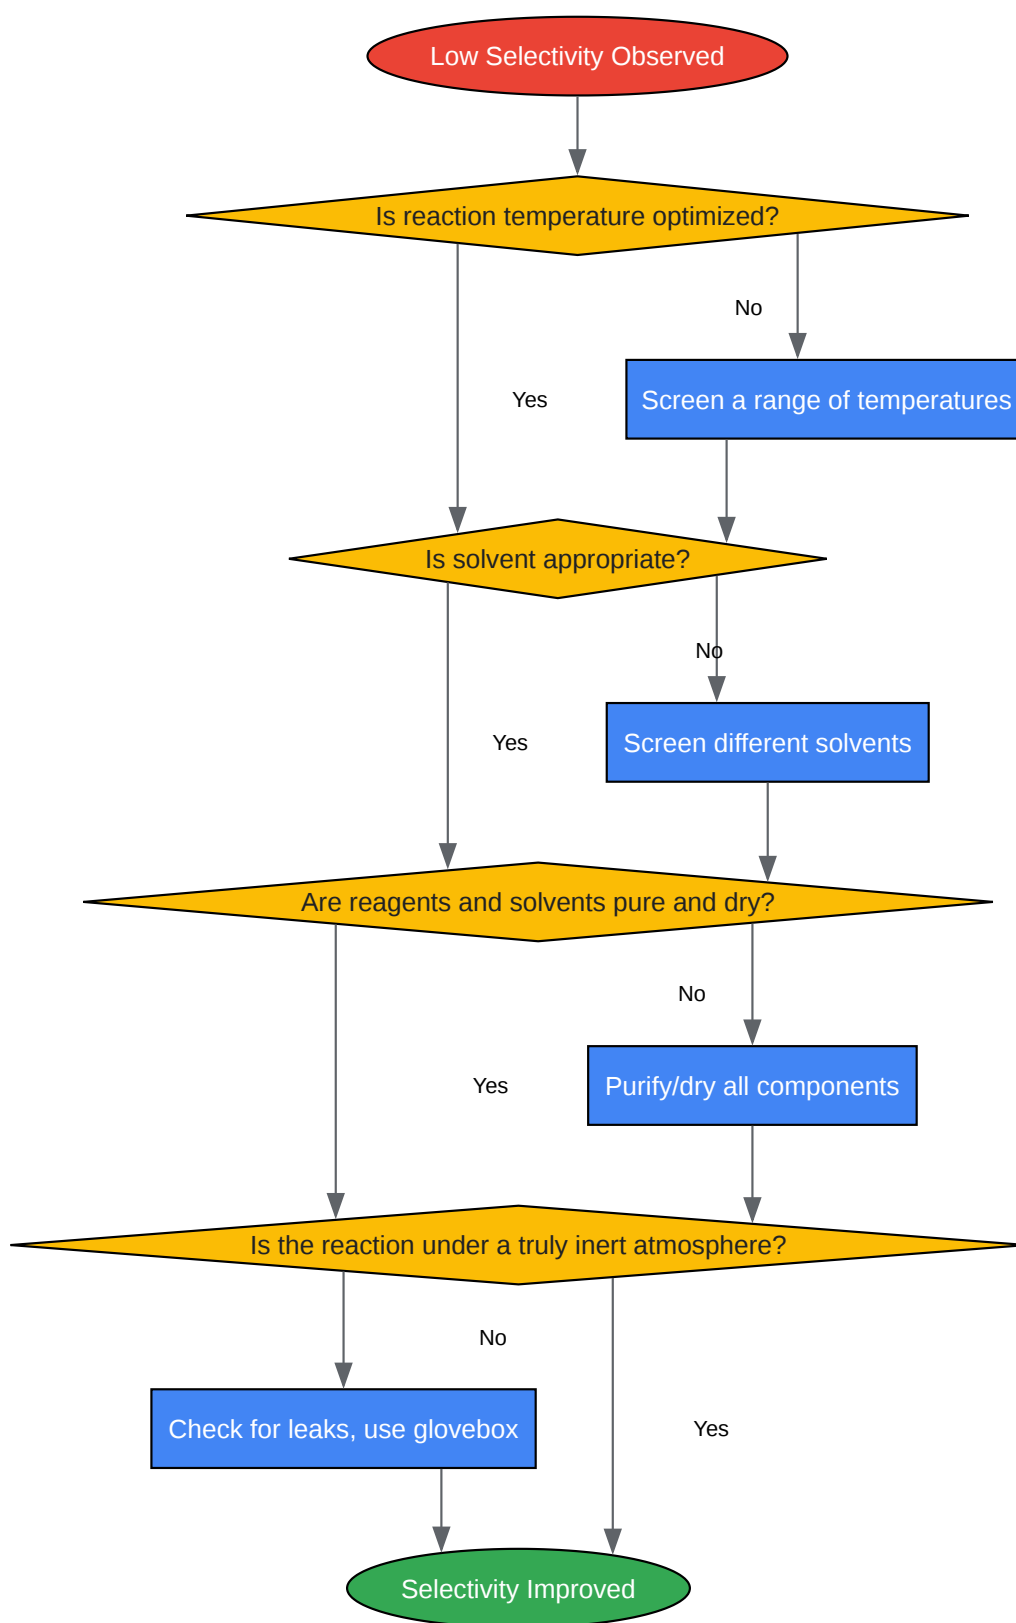 Low Selectivity Observed
Is reaction temperature optimized?
No
Yes
Screen a range of temperatures
Is solvent appropriate?
No
Yes
Screen different solvents
Are reagents and solvents pure and dry?
No
Yes
Purify/dry all components
Is the reaction under a truly inert atmosphere?
No
Check for leaks, use glovebox
Yes
Selectivity Improved